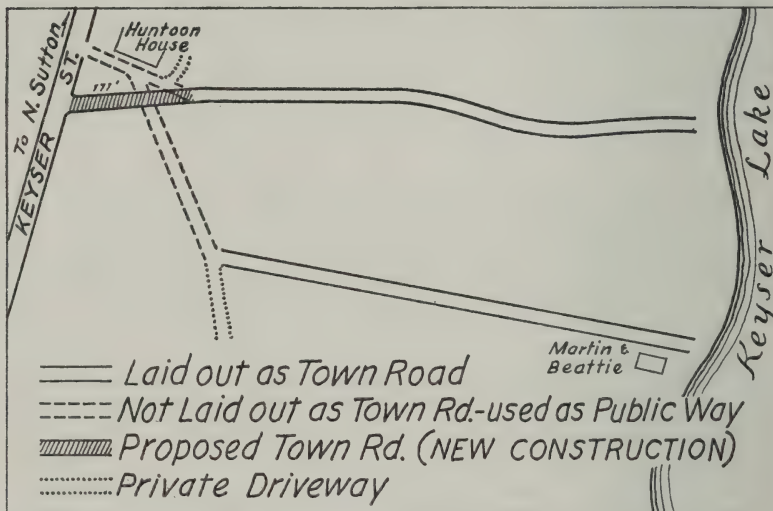 To N. Sutton
KEYSER ST.
Huntoon
House
177'
Keyser Lake
Martin &
Beattie
Laid out as Town Road
Not Laid out as Town Rd.-used as Public Way
Proposed Town Rd. (NEW CONSTRUCTION)
Private Driveway